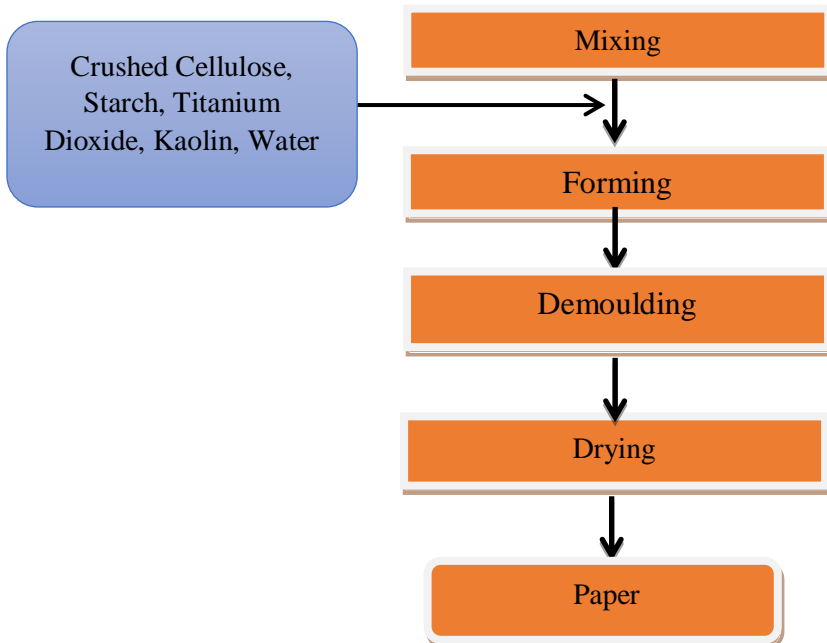 Crushed Cellulose,
Starch, Titanium
Dioxide, Kaolin, Water
Mixing
Forming
Demoulding
Drying
Paper